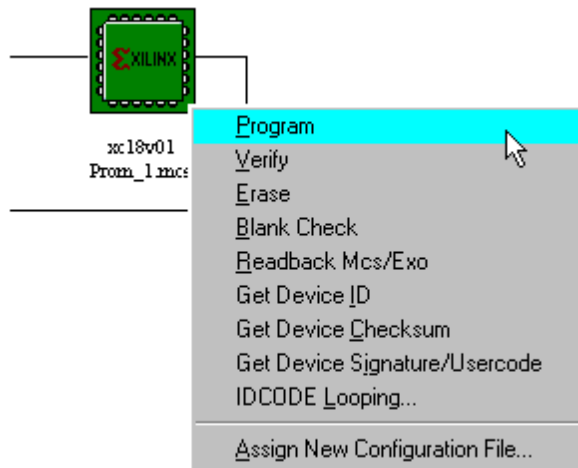 XILINX
xc18v01
Prom_1.mcs
Program
Verify
Erase
Blank Check
Readback Mcs/Exo
Get Device ID
Get Device Checksum
Get Device Signature/Usercode
IDCODE Looping...
Assign New Configuration File...